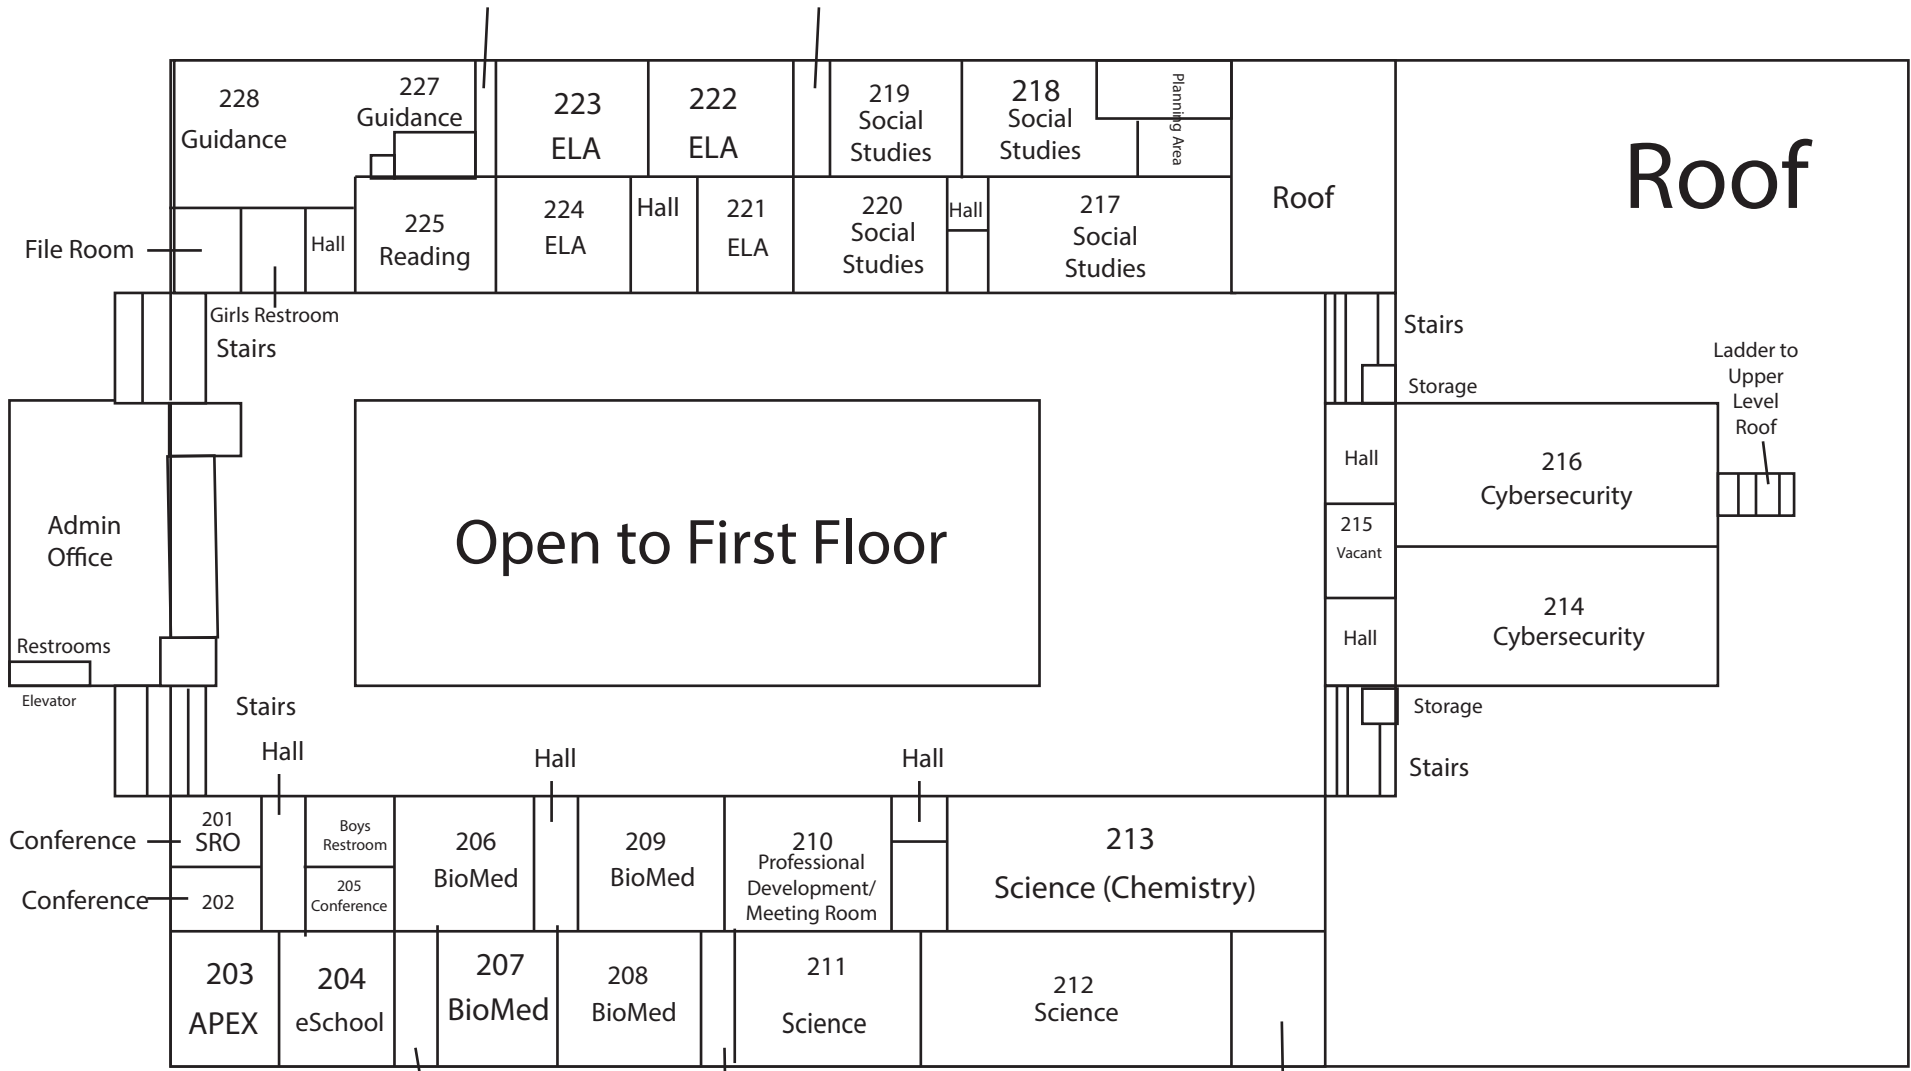 228
Guidance
227
Guidance
223
ELA
222
ELA
219
Social
Studies
218
Social
Studies
Planning Area
Roof
Roof
File Room
Girls Restroom
Hall
225
Reading
224
ELA
Hall
221
ELA
220
Social
Studies
Hall
217
Social
Studies
Stairs
Stairs
Storage
Ladder to
Upper
Level
Roof
Admin
Office
Restrooms
Elevator
Open to First Floor
Hall
215
Vacant
Hall
216
Cybersecurity
214
Cybersecurity
Storage
Stairs
Stairs
Hall
Hall
Hall
Conference
201
SRO
Conference
202
Boys
Restroom
205
Conference
206
BioMed
209
BioMed
210
Professional
Development/
Meeting Room
213
Science (Chemistry)
203
APEX
204
eSchool
207
BioMed
208
BioMed
211
Science
212
Science